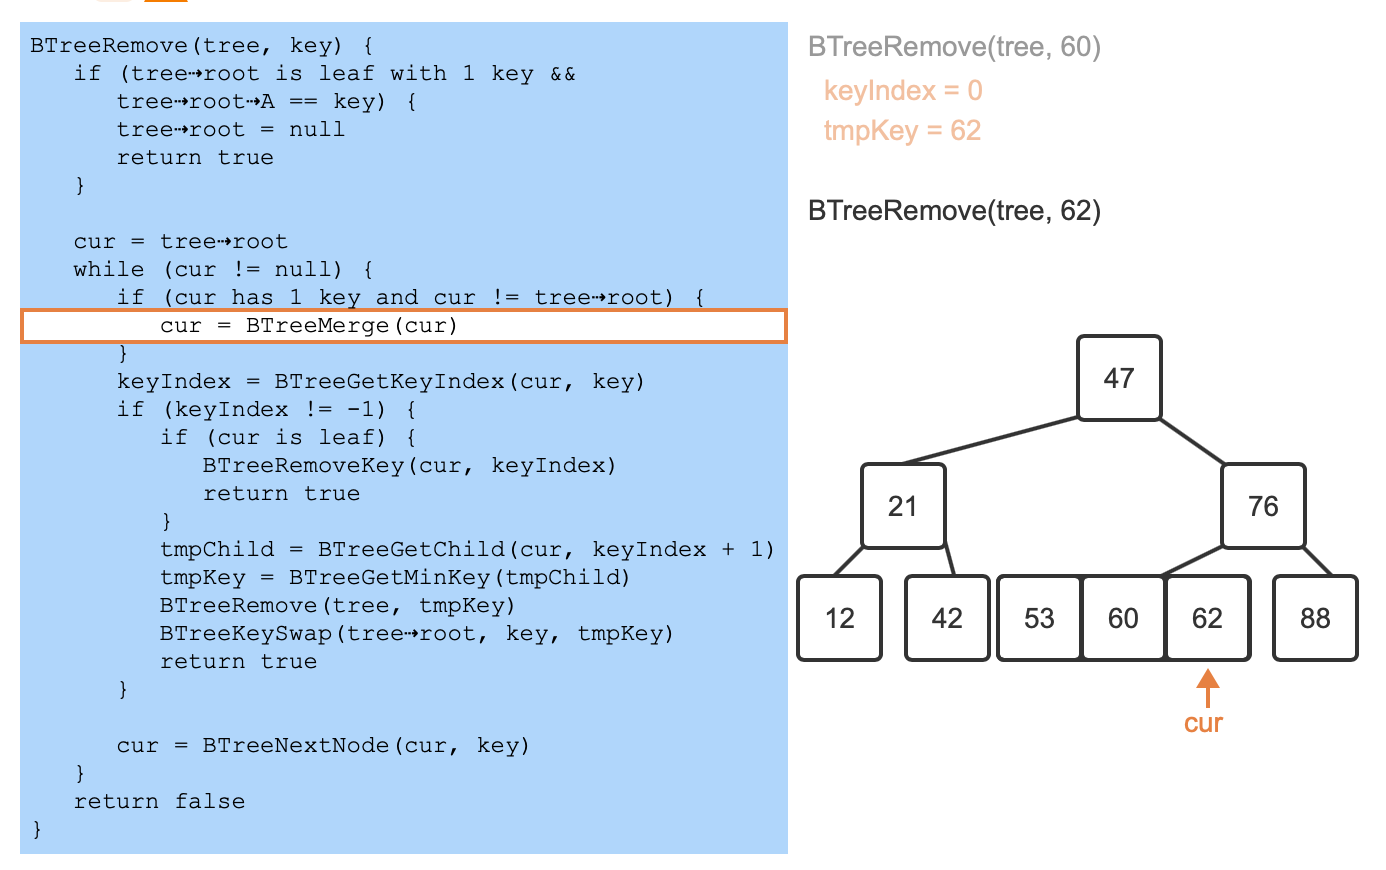 BTreeRemove(tree, key) {
if (tree⇢root is leaf with 1 key &&
tree⇢root⇢A == key) {
tree⇢root = null
return true
}
cur = tree⇢root
while (cur != null) {
if (cur has 1 key and cur != tree⇢root) {
cur = BTreeMerge(cur)
}
keyIndex = BTreeGetKeyIndex(cur, key)
if (keyIndex != -1) {
if (cur is leaf) {
BTreeRemoveKey(cur, keyIndex)
return true
}
tmpChild = BTreeGetChild(cur, keyIndex + 1)
tmpKey = BTreeGetMinKey(tmpChild)
BTreeRemove(tree, tmpKey)
BTreeKeySwap(tree⇢root, key, tmpKey)
return true
}
cur = BTreeNextNode(cur, key)
}
return false
}
BTreeRemove(tree, 60)
keyIndex = 0
tmpKey = 62
BTreeRemove(tree, 62)
47
21 76
12 42 53 60 62 88
cur